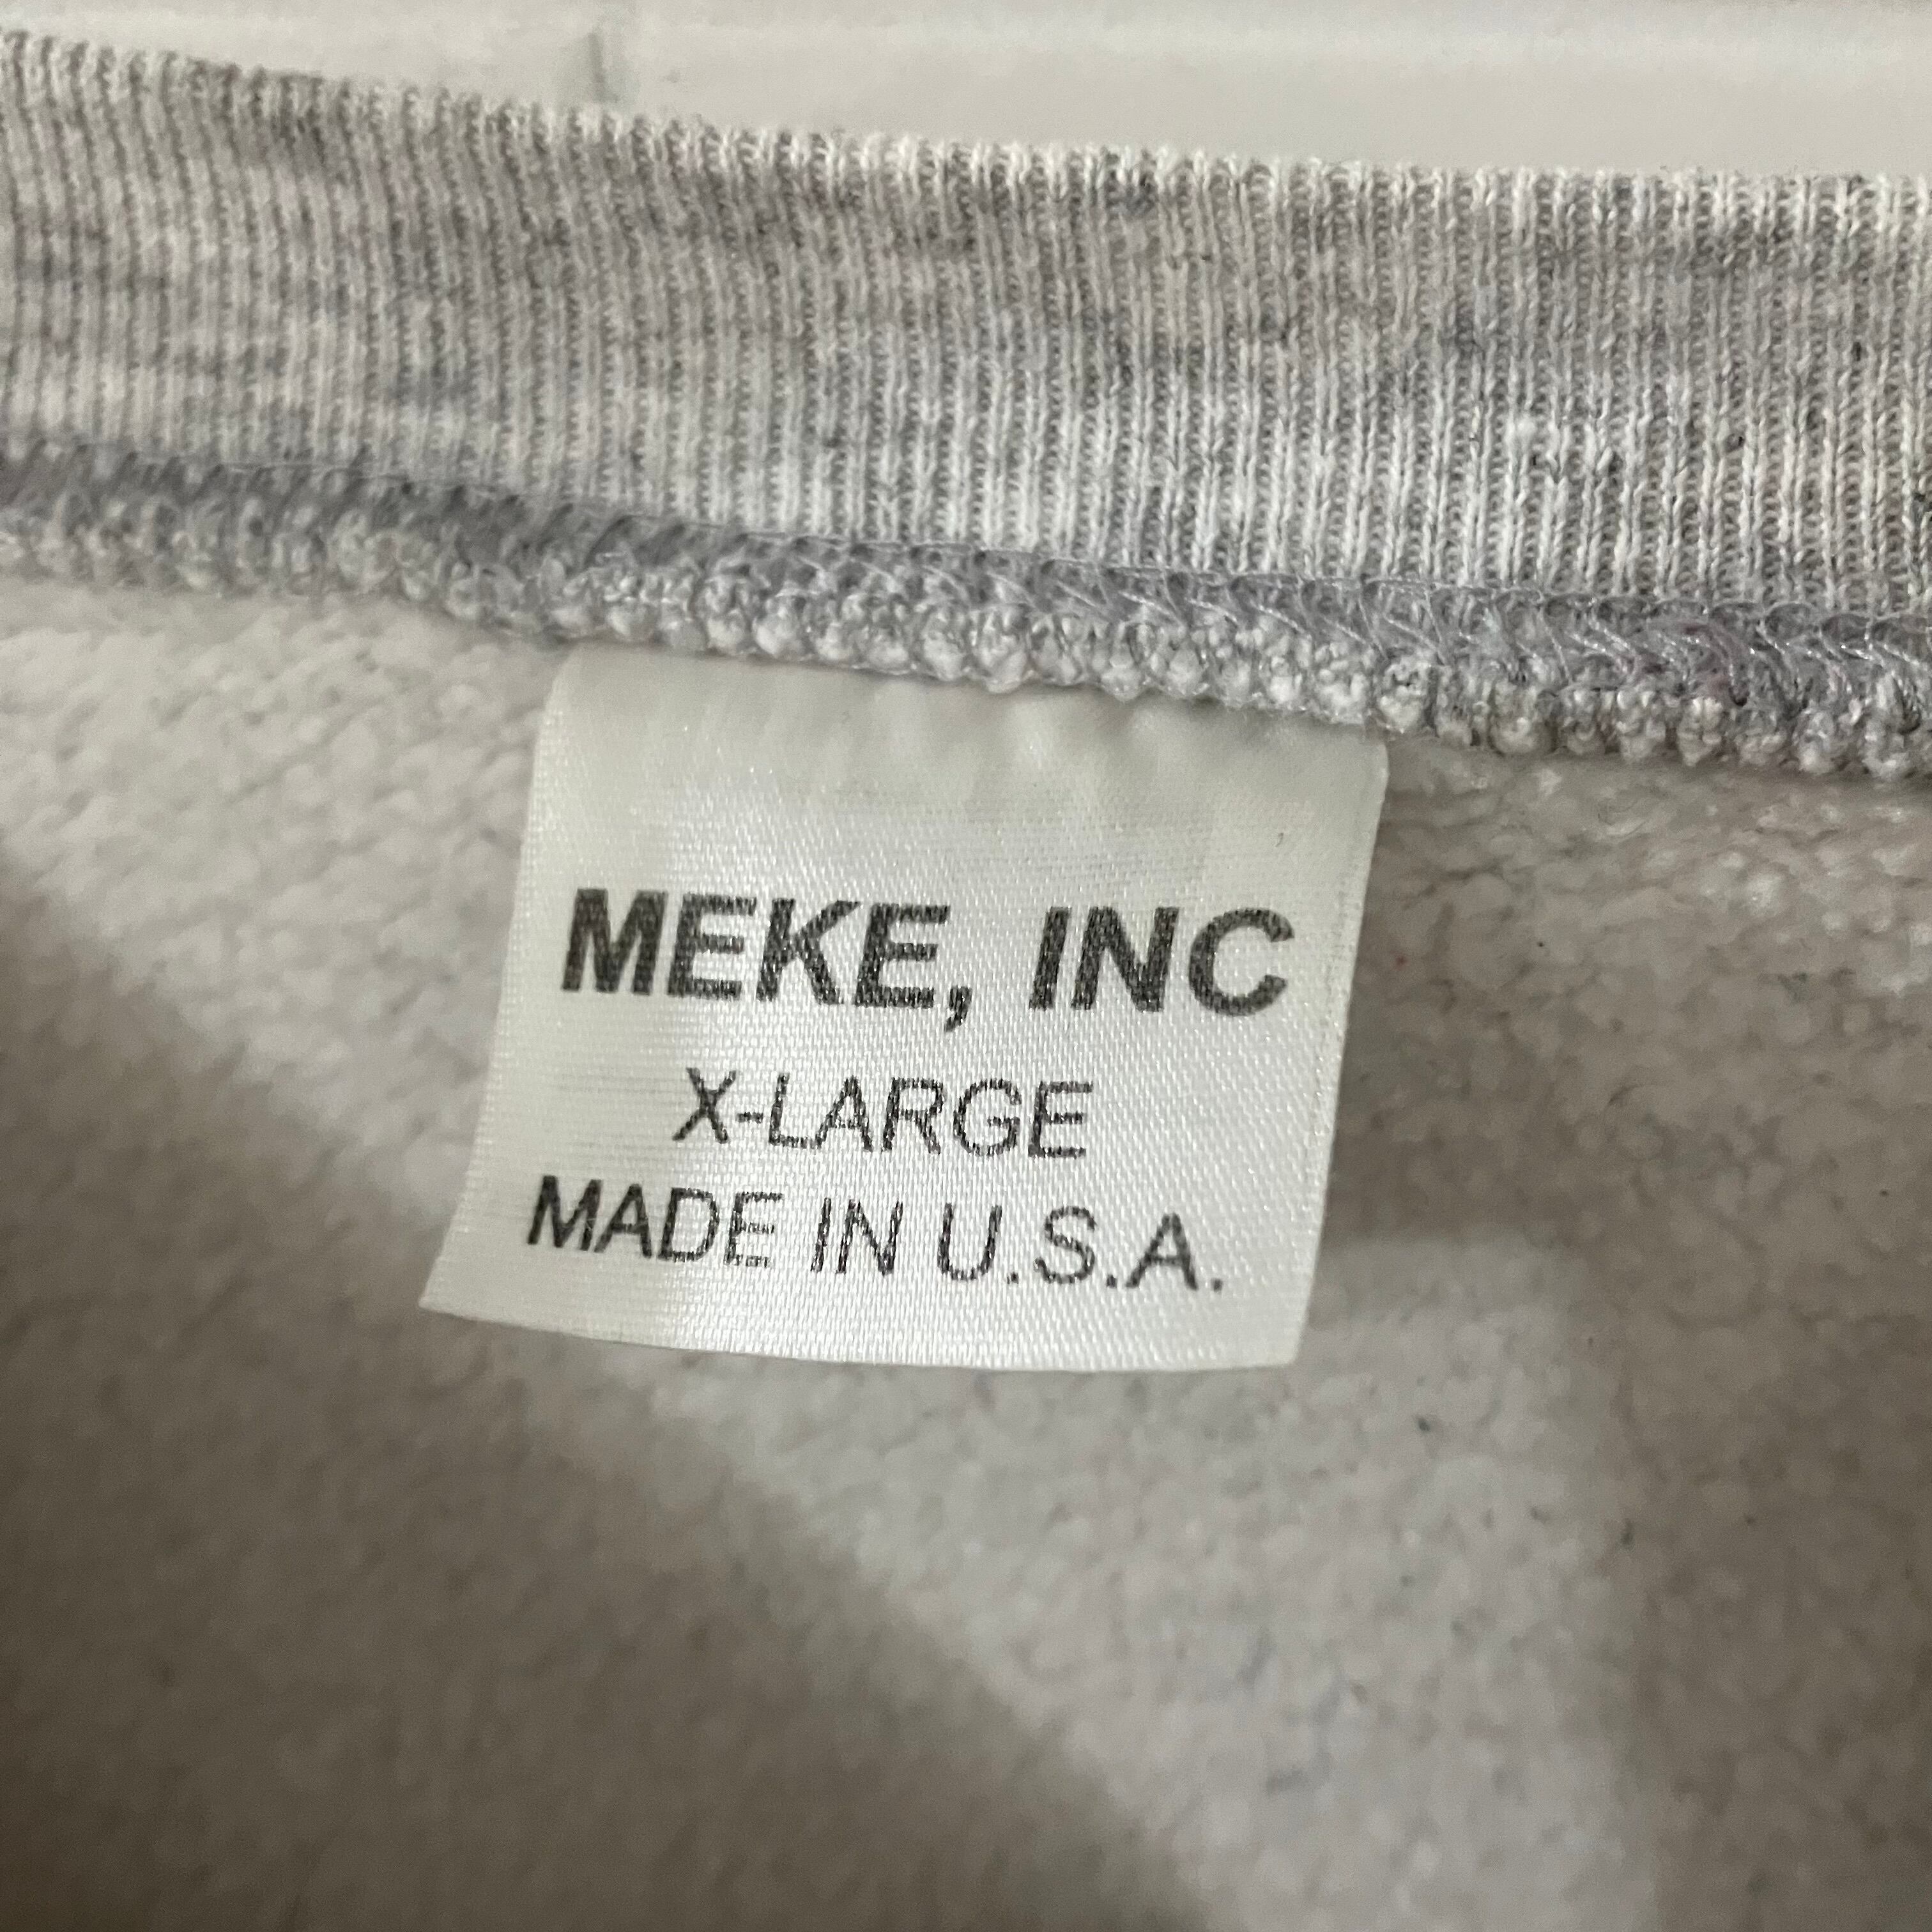 MEKE, INC
X-LARGE
MADE IN U.S.A.